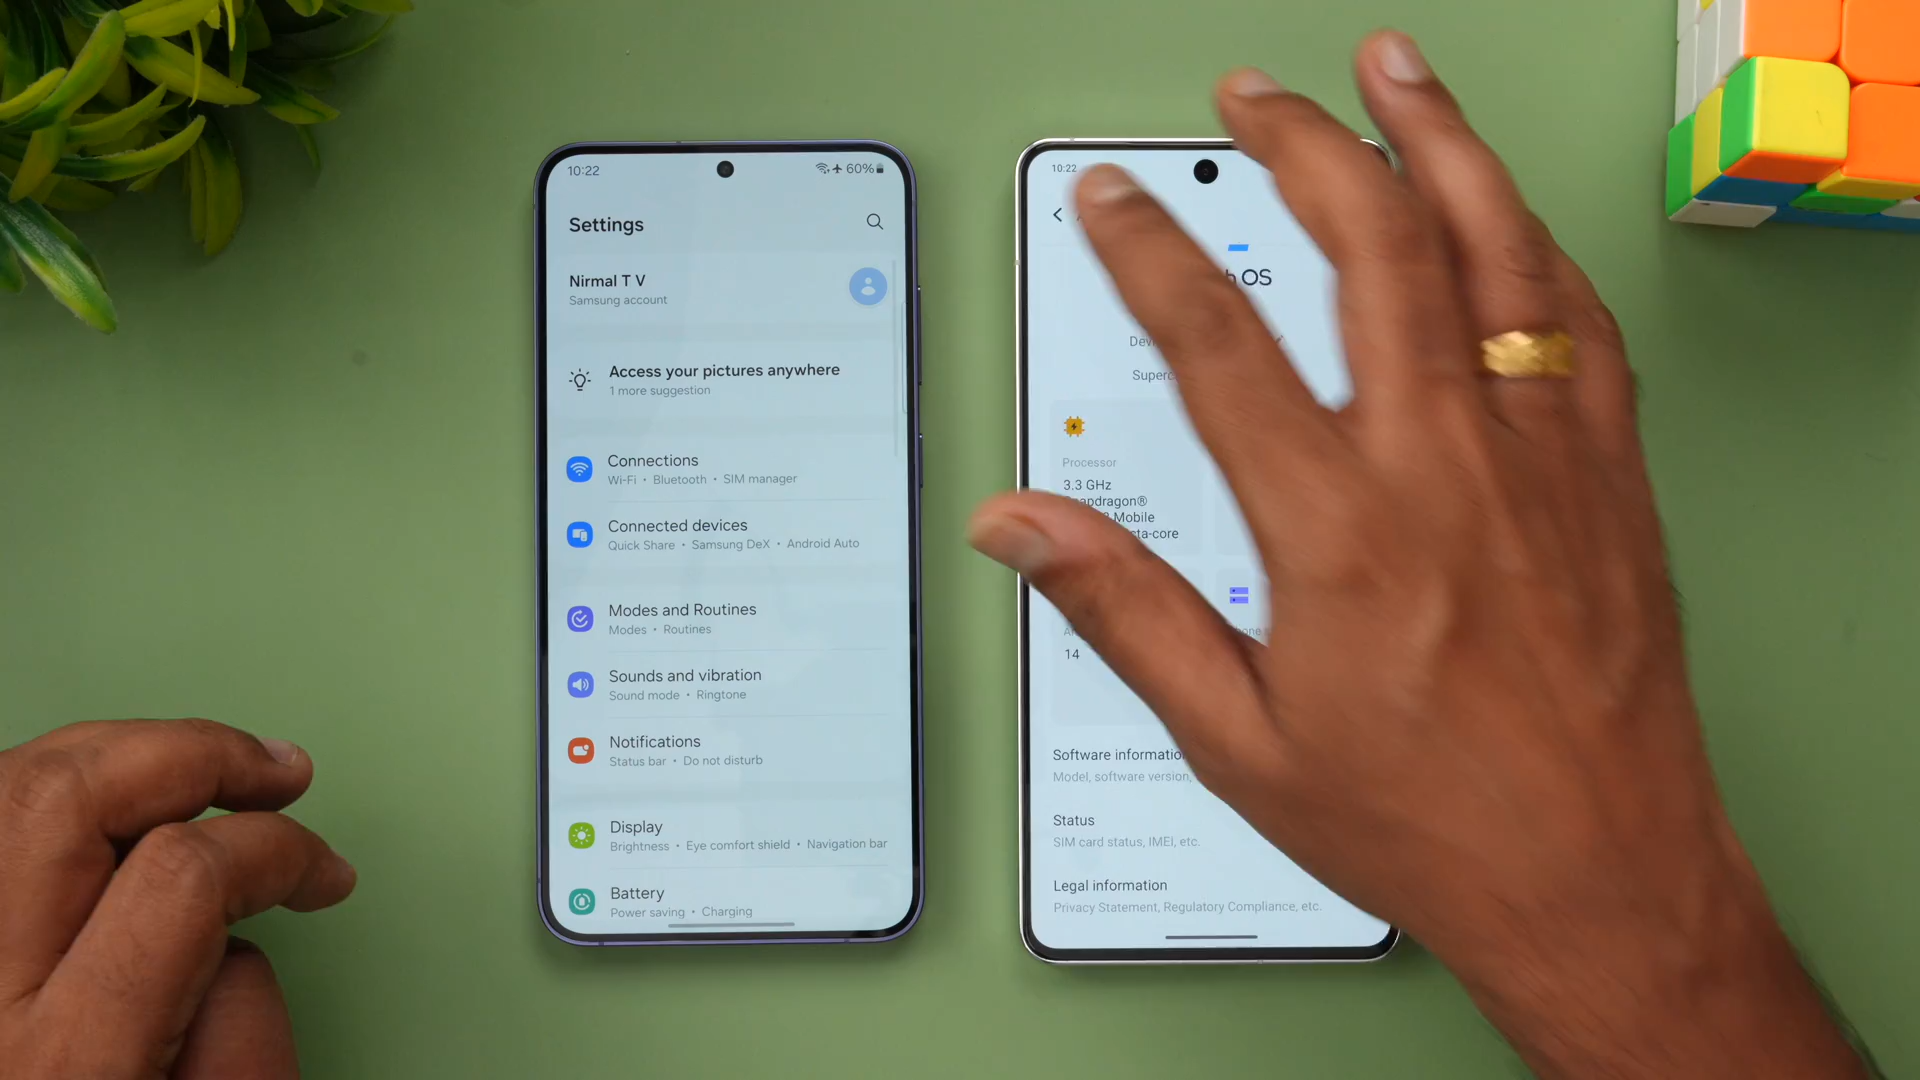 10:22
60%
Settings
Nirmal T V
Samsung account
Access your pictures anywhere
1 more suggestion
Connections
Wi-Fi • Bluetooth • SIM manager
Connected devices
Quick Share • Samsung DeX • Android Auto
Modes and Routines
Modes • Routines
Sounds and vibration
Sound mode • Ringtone
Notifications
Status bar • Do not disturb
Display
Brightness • Eye comfort shield • Navigation bar
Battery
Power saving • Charging
10:22
OS
Processor
3.3 GHz
Mobile
14
Software
Model, software version,
Status
SIM card status, IMEI, etc.
Legal information
Privacy Statement, Regulatory Compliance, etc.